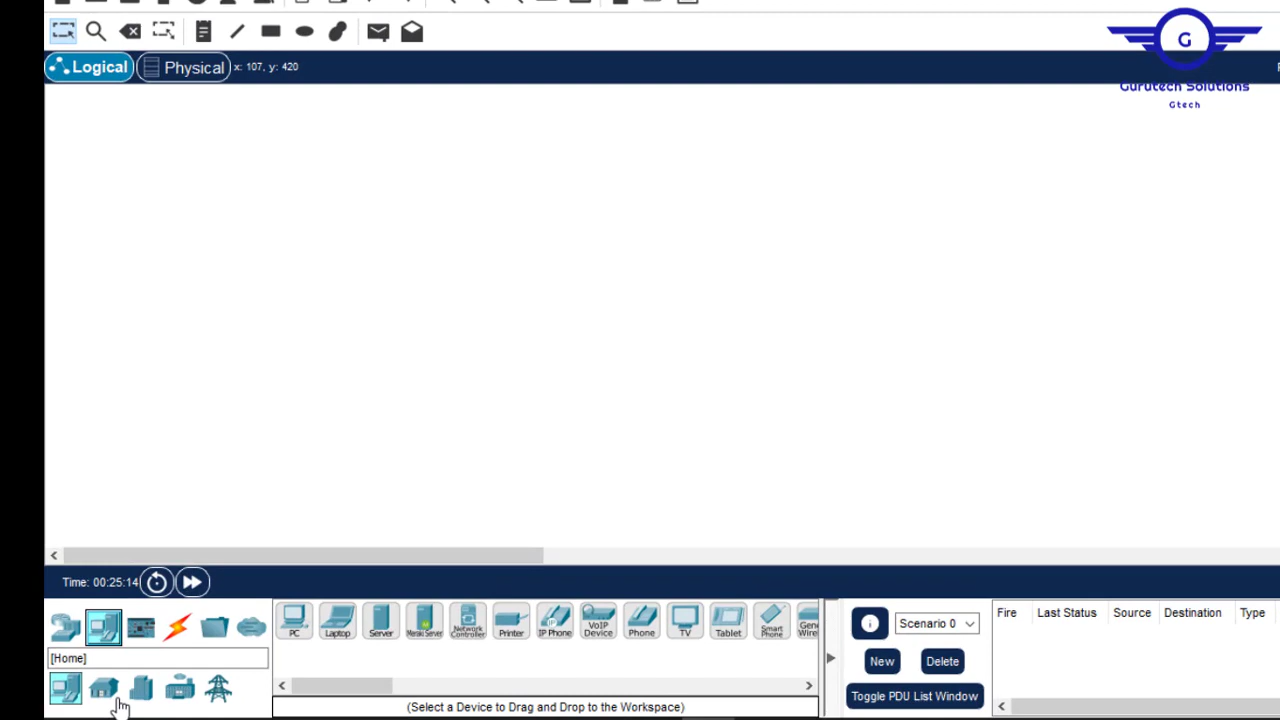 G
Gurutech Solutions
Gtech
Logical
Physical
x: 107, y: 420
Time: 00:25:14
[Home]
PC
Laptop
Server
Meraki Server
Network Controller
Printer
IP Phone
VoIP Device
Phone
TV
Tablet
Smart Phone
(Select a Device to Drag and Drop to the Workspace)
Scenario 0
New
Delete
Toggle PDU List Window
Fire Last Status Source Destination Type